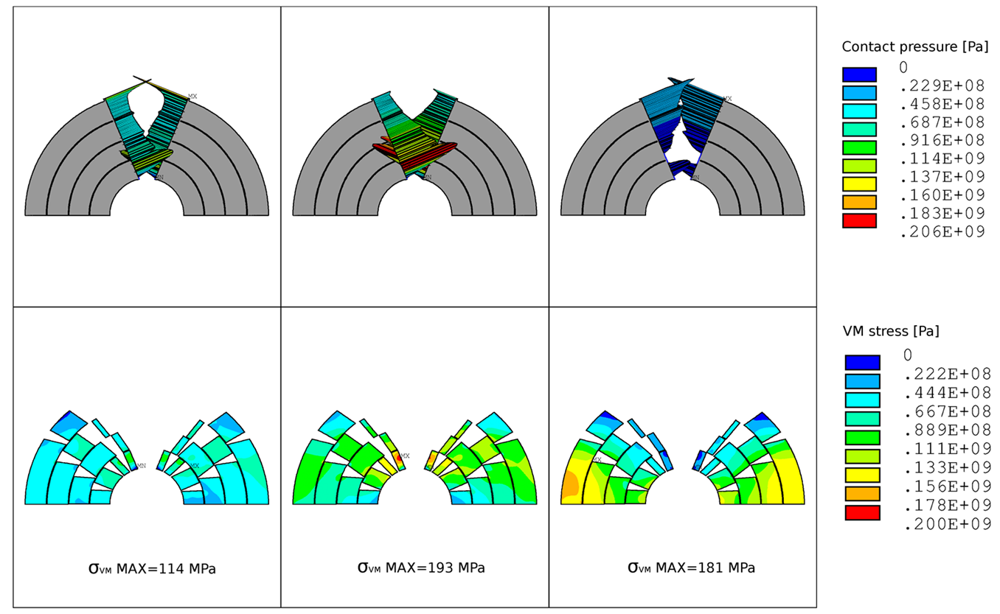 Contact pressure [Pa]
0
.229E+08
.458E+08
.687E+08
.916E+08
.114E+09
.137E+09
.160E+09
.183E+09
.206E+09
MX
MN
MX
MN
MX
MN
VM stress [Pa]
0
.222E+08
.444E+08
.667E+08
.889E+08
.111E+09
.133E+09
.156E+09
.178E+09
.200E+09
MN
MX
MX
MX
σVM MAX=114 MPa
σVM MAX=193 MPa
σVM MAX=181 MPa